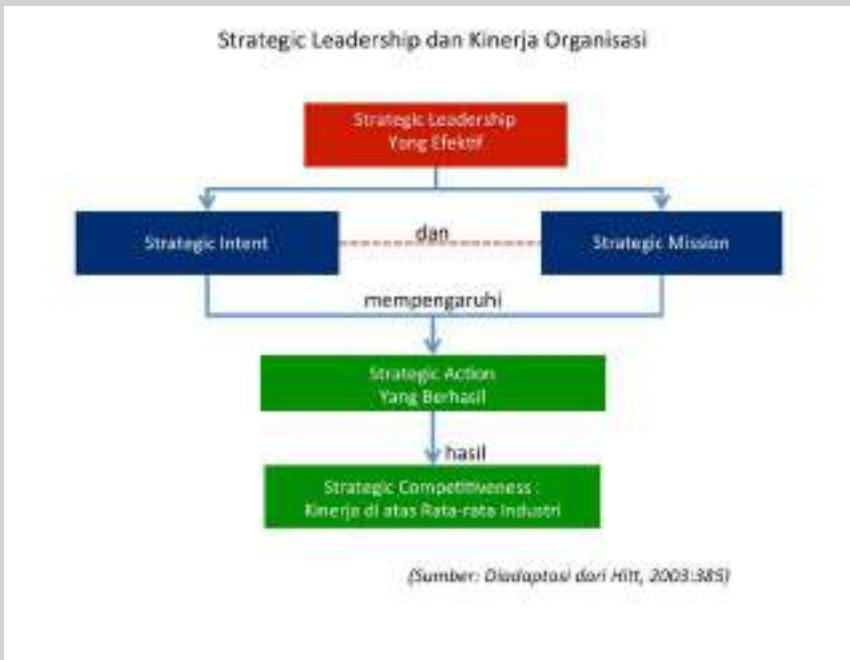 Strategic Leadership dan Kinerja Organisasi
Strategic Leadership
Yang Efektif
Strategic Intent
dan
Strategic Mission
mempengaruhi
Strategic Action
Yang Berhasil
hasil
Strategic Competitiveness :
Kinerja di atas Rata-rata Industri
(Sumber: Diadaptasi dari Hitt, 2003:385)